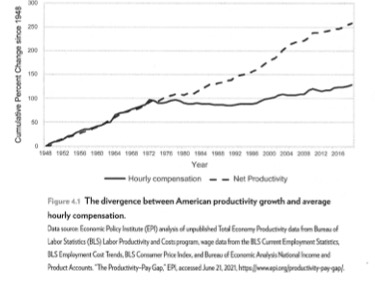 300
250
200
150
100
50
0
Cumulative Percent Change since 1948
1948 1952 1956 1960 1964 1968 1972 1976 1980 1984 1988 1992 1996 2000 2004 2008 2012 2016
Year
Hourly compensation Net Productivity
Figure 4.1 The divergence between American productivity growth and average
hourly compensation.
Data source: Economic Policy Institute (EPI) analysis of unpublished Total Economy Productivity data from Bureau of
Labor Statistics (BLS) Labor Productivity and Costs program, wage data from the BLS Current Employment Statistics,
BLS Employment Cost Trends, BLS Consumer Price Index, and Bureau of Economic Analysis National Income and
Product Accounts. "The Productivity–Pay Gap," EPI, accessed June 21, 2021, https://www.epi.org/productivity-pay-gap/.